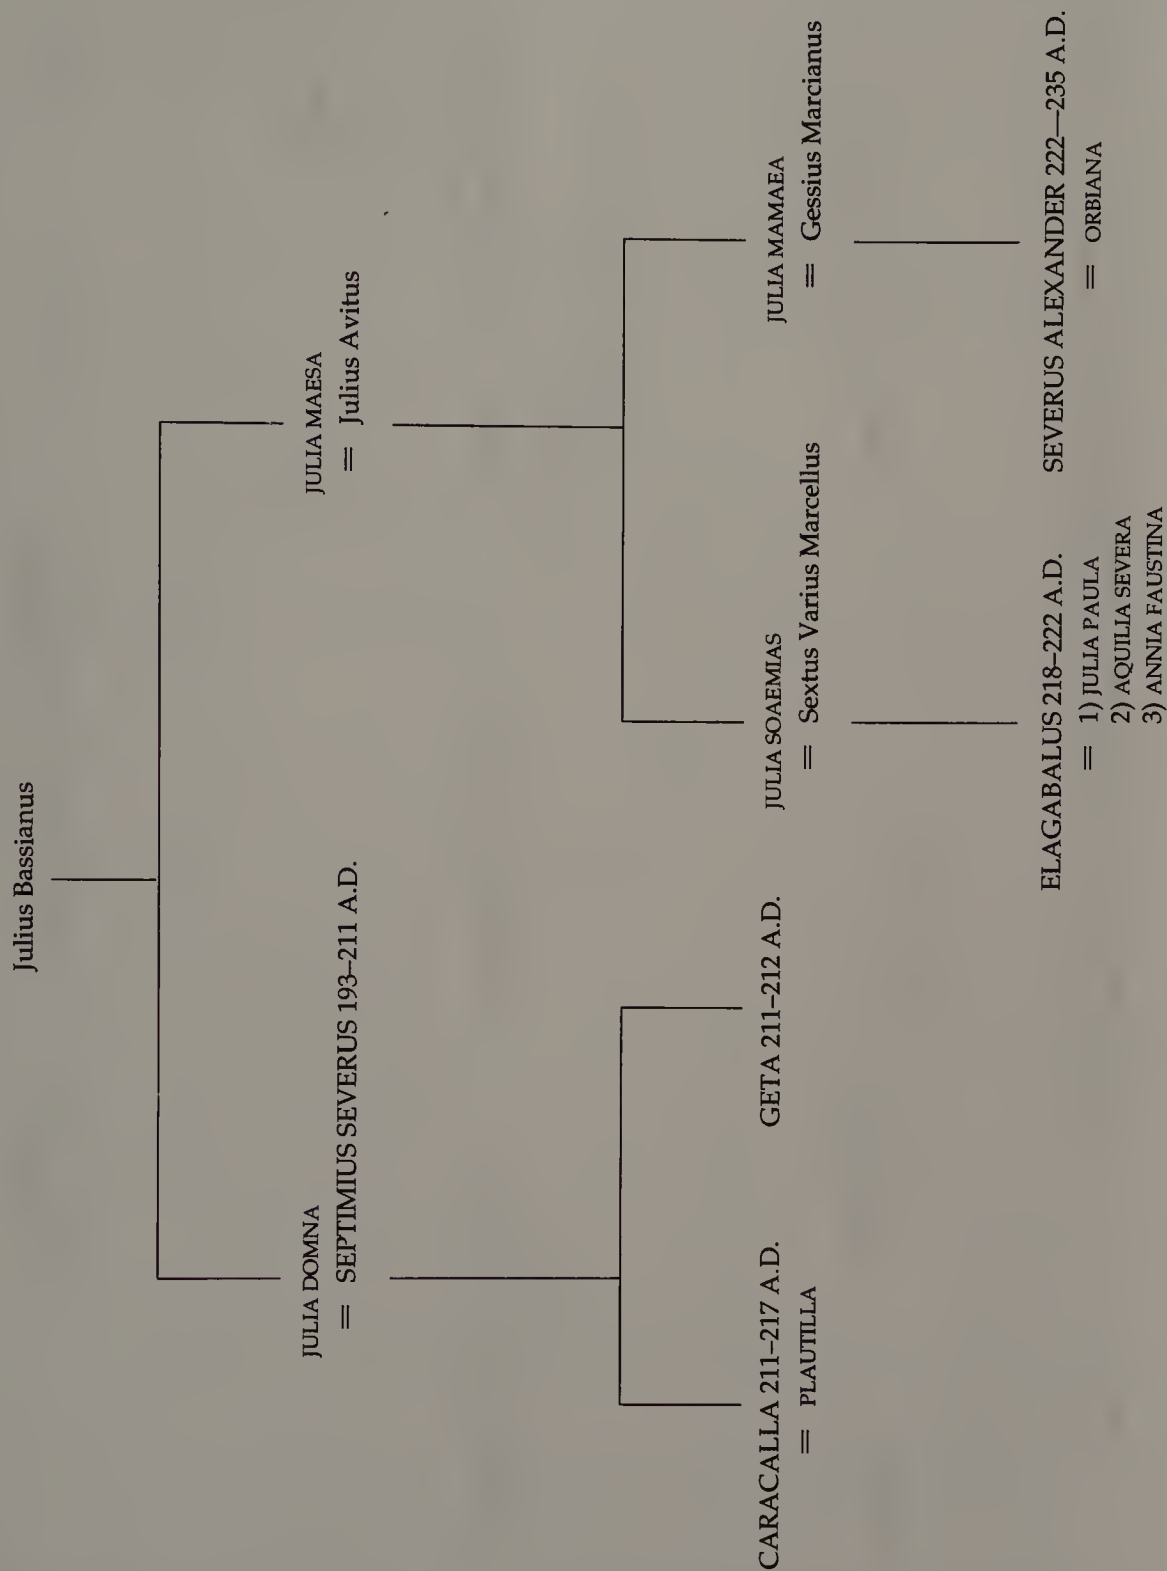 Julius Bassianus
JULIA DOMNA
= SEPTIMIUS SEVERUS 193–211 A.D.
JULIA MAESA
= Julius Avitus
CARACALLA 211–217 A.D.
= PLAUTILLA
GETA 211–212 A.D.
JULIA SOAEMIAS
= Sextus Varius Marcellus
JULIA MAMAEA
= Gessius Marcianus
ELAGABALUS 218–222 A.D.
= 1) JULIA PAULA
2) AQUILIA SEVERA
3) ANNIA FAUSTINA
SEVERUS ALEXANDER 222—235 A.D.
= ORBIANA